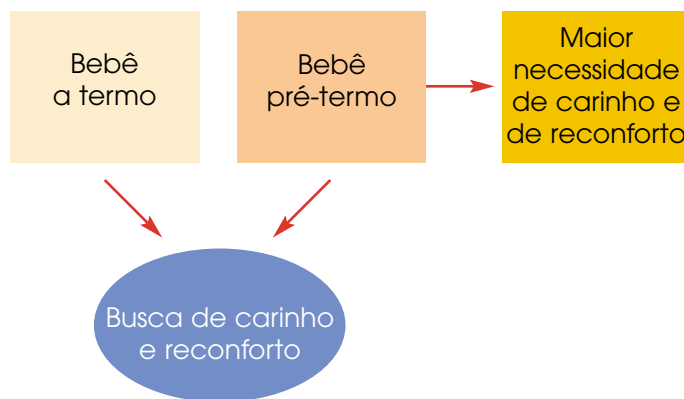 Bebê
a termo
Bebê
pré-termo
Maior
necessidade
de carinho e
de reconforto
Busca de carinho
e reconforto